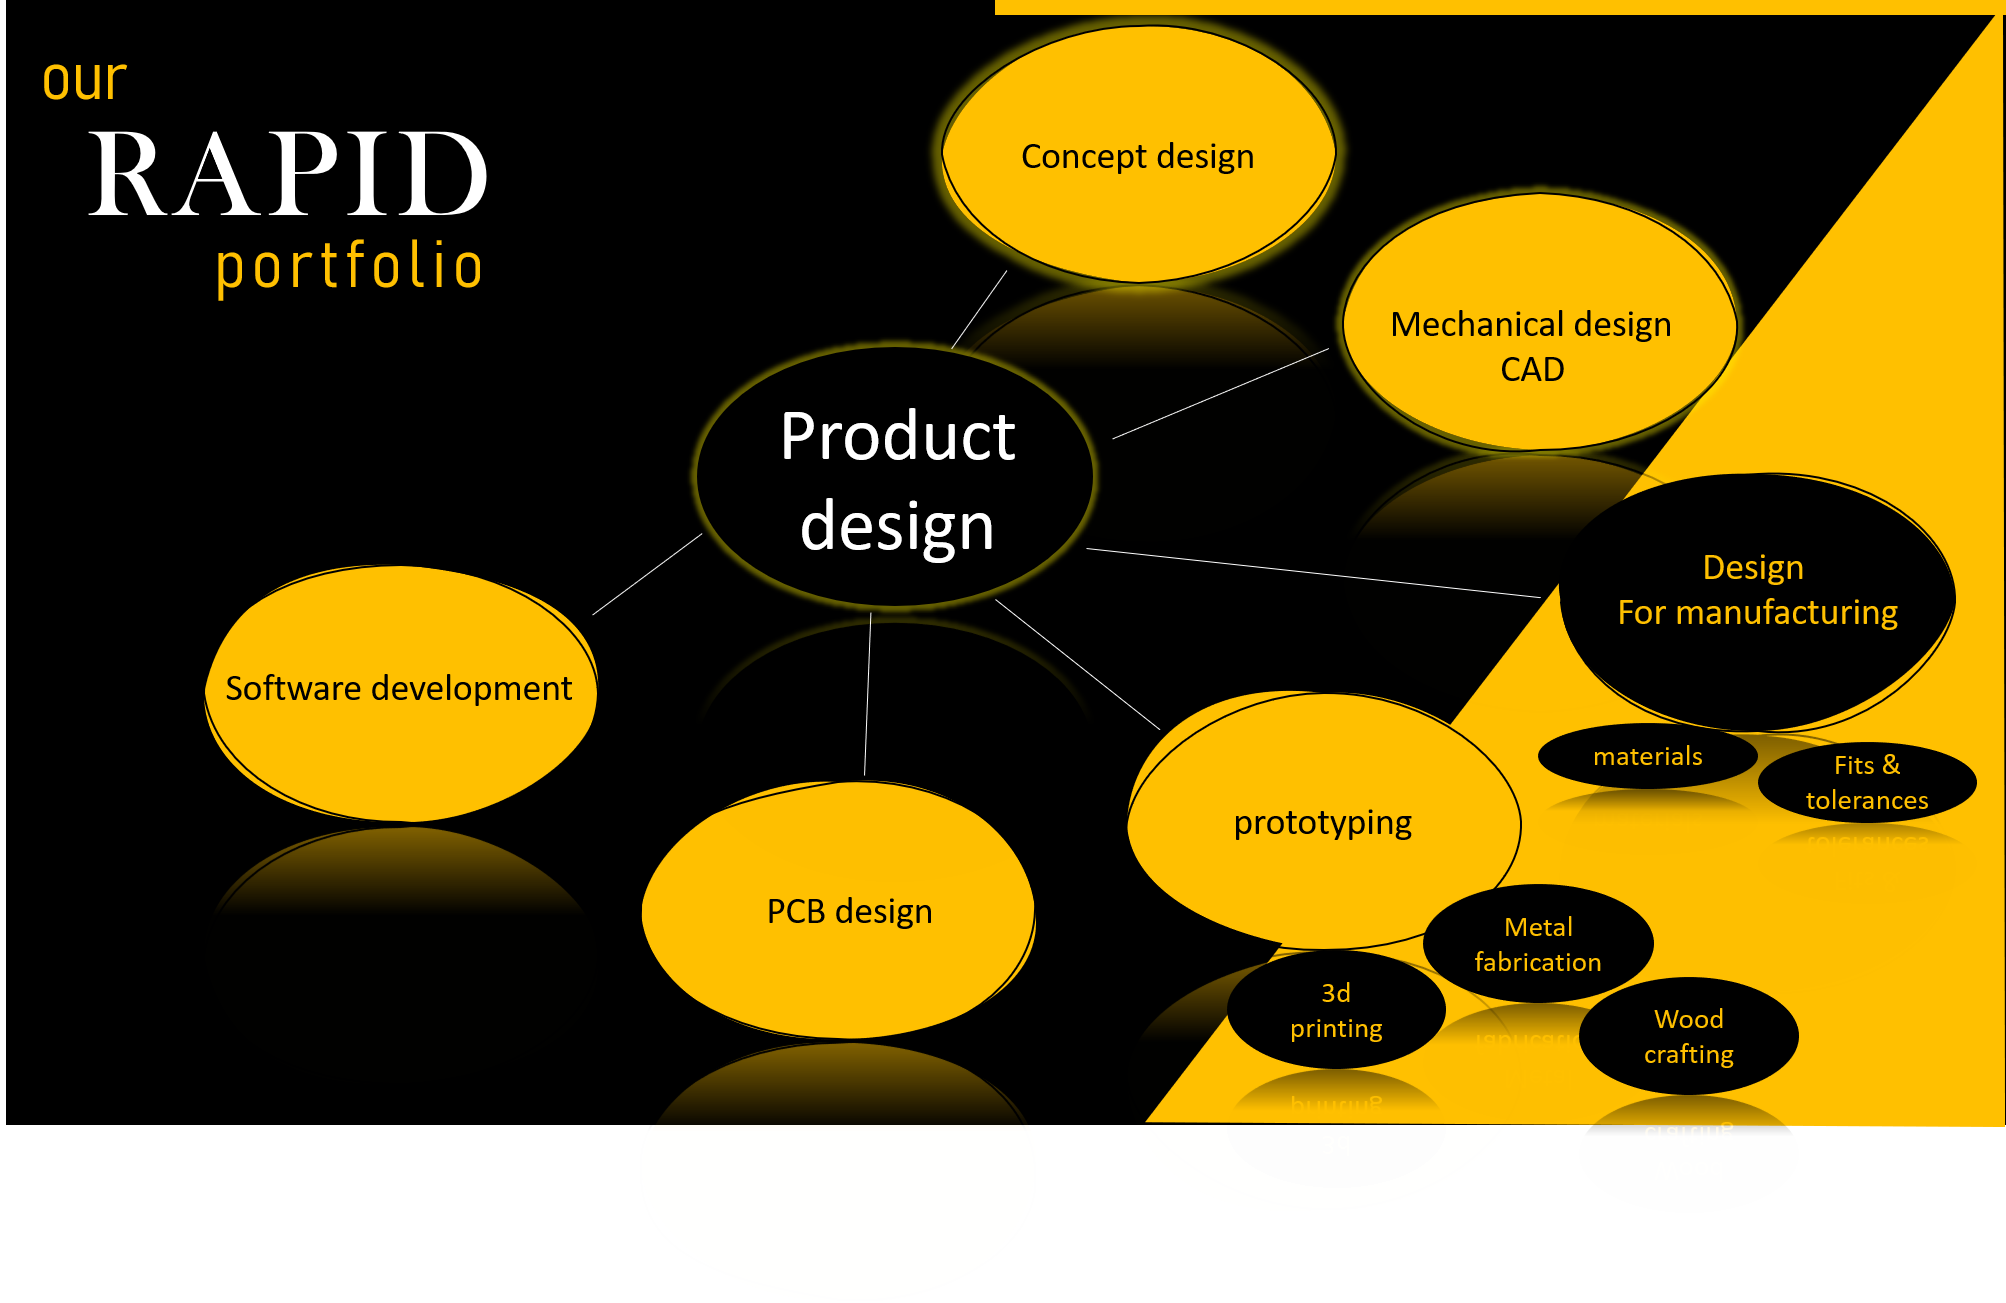 our
RAPID
portfolio
Concept design
Mechanical design
CAD
Product
design
Design
For manufacturing
Software development
materials
Fits &
tolerances
prototyping
PCB design
Metal
fabrication
3d
printing
Wood
crafting